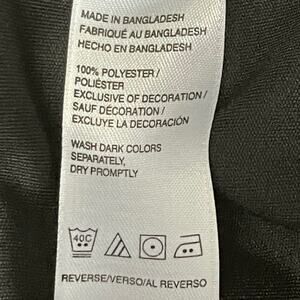 MADE IN BANGLADESH
FABRIQUÉ AU BANGLADESH
HECHO EN BANGLADESH
100% POLYESTER/
POLIÉSTER
EXCLUSIVE OF DECORATION/
SAUF DÉCORATION/
EXCLUYE LA DECORACIÓN
WASH DARK COLORS
SEPARATELY,
DRY PROMPTLY
40C
REVERSE/VERSO/AL REVERSO